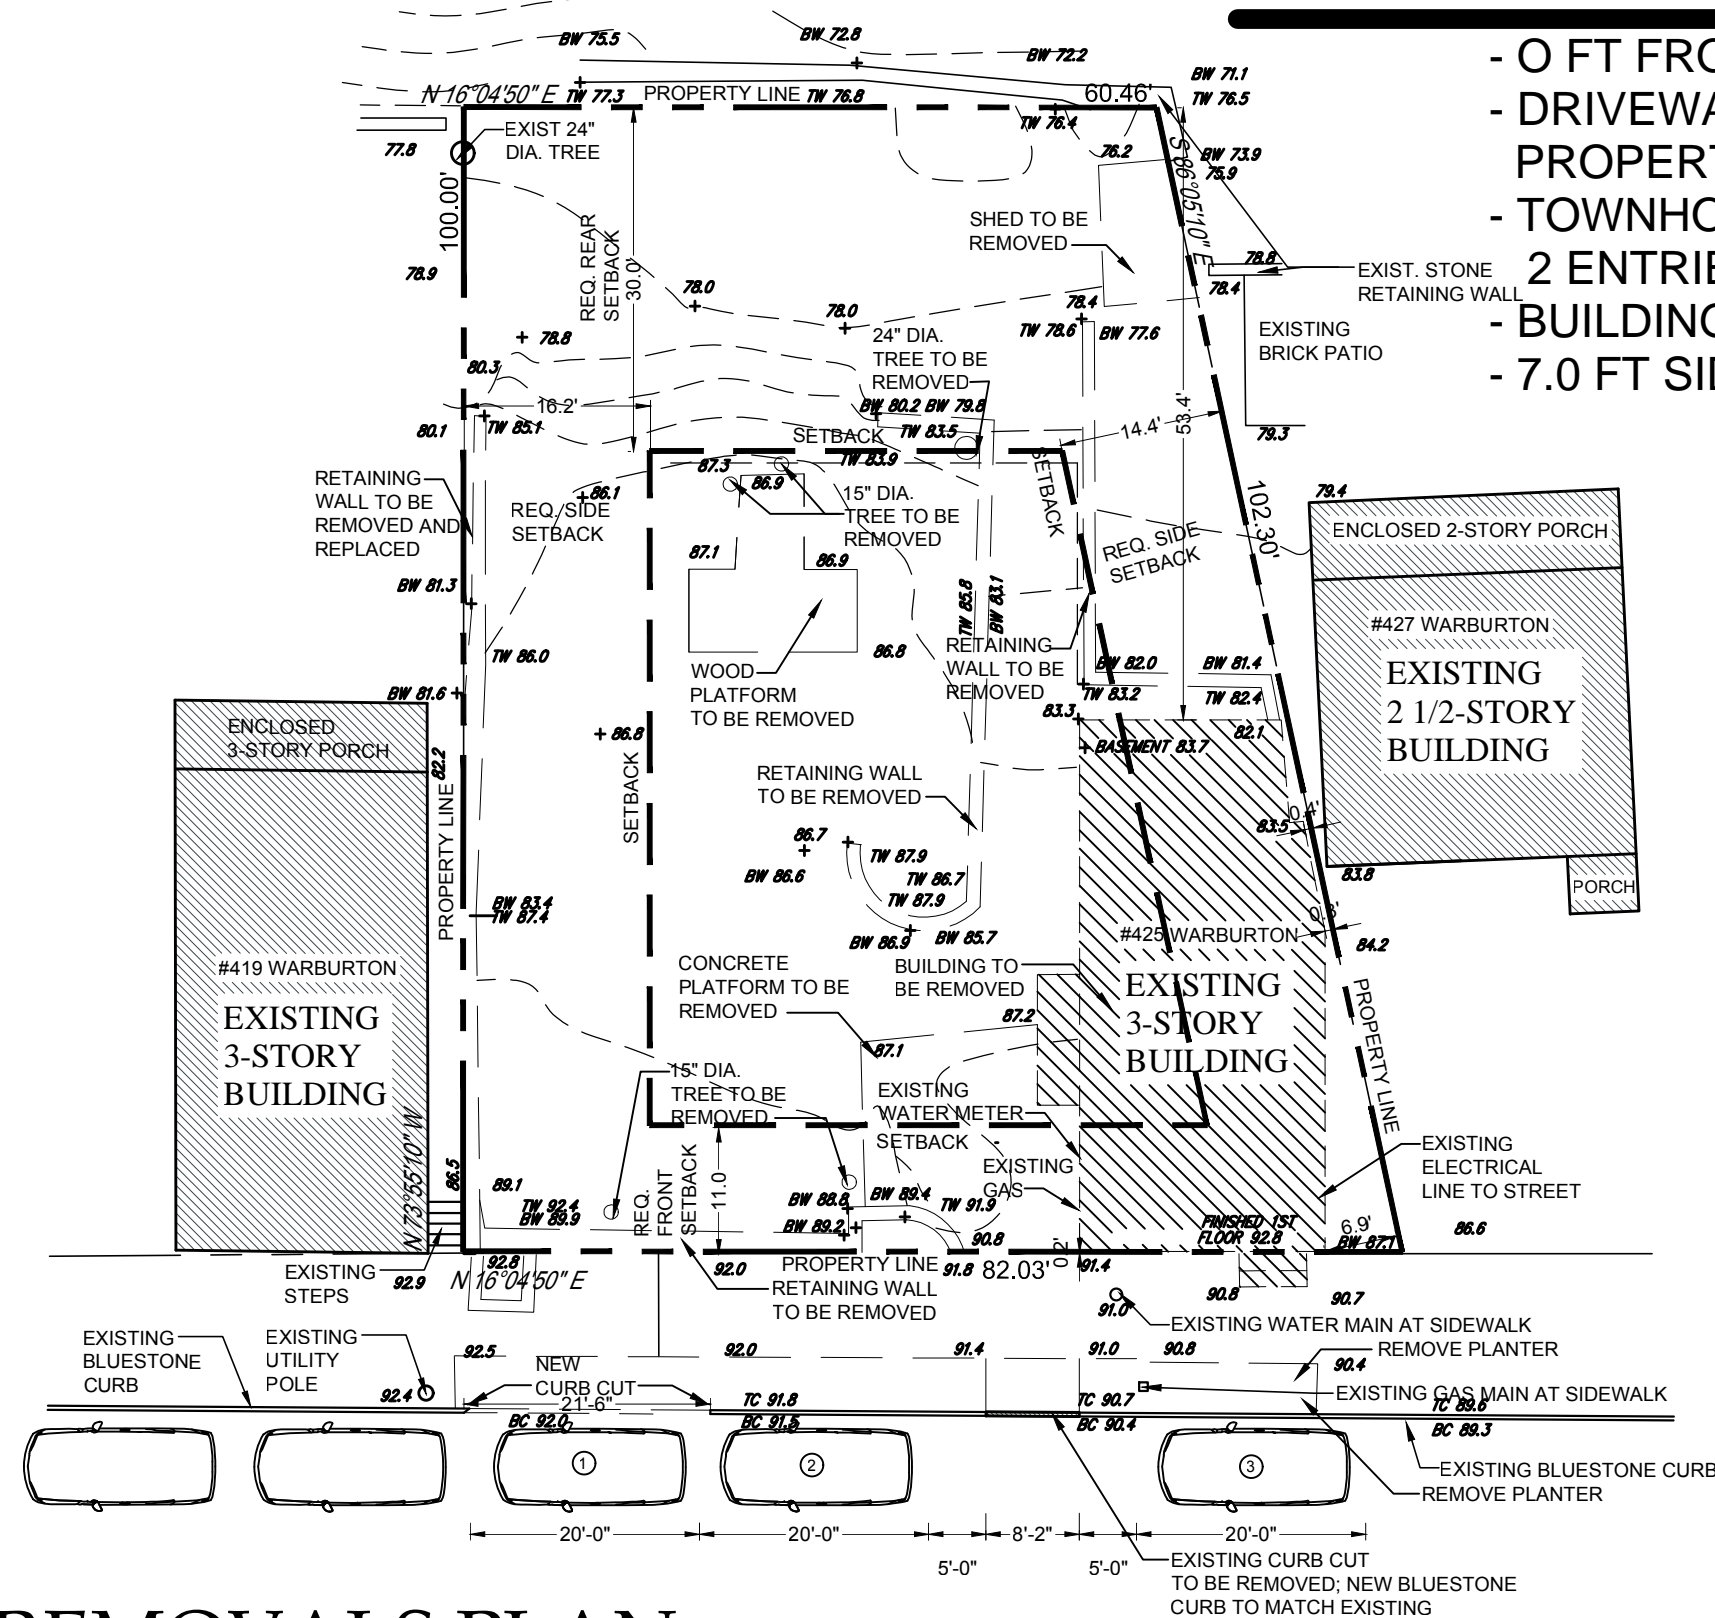 BW 75.5
BW 72.8
BW 72.2
BW 71.1
TW 76.5
N 16°04'50" E
TW 77.3
PROPERTY LINE
TW 76.8
60.46'
TW 76.4
76.2
BW 73.9
75.9
77.8
EXIST 24"
DIA. TREE
100.00'
S 86°05'10" E
REQ. REAR
SETBACK
30.0'
SHED TO BE
REMOVED
78.9
78.8
78.4
EXIST. STONE
RETAINING WALL
EXISTING
BRICK PATIO
79.3
78.0
78.0
78.4
TW 78.6
BW 77.6
78.8
24" DIA.
TREE TO BE
REMOVED
80.3
16.2'
80.1
TW 85.1
BW 80.2
BW 79.8
SETBACK
TW 83.5
TW 83.9
14.4'
53.4'
SETBACK
87.3
86.9
86.1
REQ. SIDE
SETBACK
15" DIA.
TREE TO BE
REMOVED
RETAINING
WALL TO BE
REMOVED AND
REPLACED
REQ. SIDE
SETBACK
102.30'
79.4
ENCLOSED 2-STORY PORCH
87.1
86.9
BW 81.3
TW 85.8
BW 83.1
#427 WARBURTON
EXISTING
2 1/2-STORY
BUILDING
PORCH
TW 86.0
86.8
RETAINING
WALL TO BE
REMOVED
BW 82.0
BW 81.4
TW 83.2
TW 82.4
WOOD
PLATFORM
TO BE REMOVED
BW 81.6
83.3
82.1
BASEMENT 83.7
ENCLOSED
3-STORY PORCH
82.2
PROPERTY LINE
86.8
SETBACK
RETAINING WALL
TO BE REMOVED
0.4'
83.5
83.8
86.7
TW 87.9
BW 86.6
TW 86.7
TW 87.9
BW 83.4
TW 87.4
BW 86.9
BW 85.7
#425 WARBURTON
84.2
#419 WARBURTON
EXISTING
3-STORY
BUILDING
CONCRETE
PLATFORM TO BE
REMOVED
BUILDING TO
BE REMOVED
EXISTING
3-STORY
BUILDING
PROPERTY LINE
87.2
87.1
15" DIA.
TREE TO BE
REMOVED
EXISTING
WATER METER
SETBACK
EXISTING
GAS
N 73°55'10" W
86.5
89.1
TW 92.4
BW 89.9
REQ.
FRONT
SETBACK
11.0
BW 88.8
BW 89.4
TW 91.9
BW 89.2
90.8
EXISTING
ELECTRICAL
LINE TO STREET
FINISHED 1ST
FLOOR 92.8
6.9'
BW 87.1
86.6
EXISTING
STEPS
92.9
92.8
N 16°04'50" E
92.0
PROPERTY LINE
RETAINING WALL
TO BE REMOVED
91.8
82.03'
0.2'
91.4
91.0
90.8
90.7
EXISTING WATER MAIN AT SIDEWALK
REMOVE PLANTER
EXISTING
BLUESTONE
CURB
EXISTING
UTILITY
POLE
92.4
92.5
NEW
CURB CUT
21'-6"
92.0
91.4
91.0
90.8
90.4
EXISTING GAS MAIN AT SIDEWALK
BC 92.0
TC 91.8
BC 91.5
TC 90.7
BC 90.4
TC 89.6
BC 89.3
1
2
3
EXISTING BLUESTONE CURB
REMOVE PLANTER
20'-0"
20'-0"
5'-0"
8'-2"
5'-0"
20'-0"
EXISTING CURB CUT
TO BE REMOVED; NEW BLUESTONE
CURB TO MATCH EXISTING
- O FT FRO
- DRIVEWA
PROPERT
- TOWNHO
2 ENTRIE
- BUILDING
- 7.0 FT SID
REMOVALS PLAN